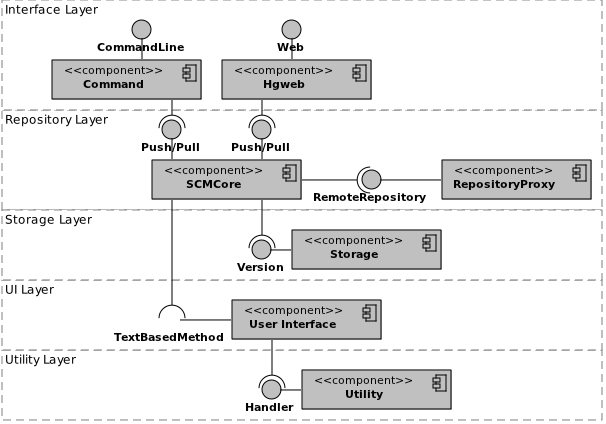 Interface Layer
CommandLine
Web
<<component>>
Command
<<component>>
Hgweb
Repository Layer
Push/Pull
Push/Pull
<<component>>
SCMCore
RemoteRepository
<<component>>
RepositoryProxy
Storage Layer
Version
<<component>>
Storage
UI Layer
TextBasedMethod
<<component>>
User Interface
Utility Layer
Handler
<<component>>
Utility